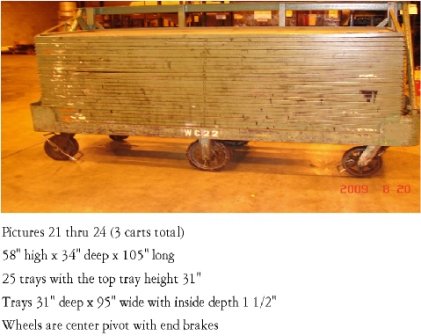 WC22
2009 8 20
Pictures 21 thru 24 (3 carts total)
58" high x 34" deep x 105" long
25 trays with the top tray height 31"
Trays 31" deep x 95" wide with inside depth 1 1/2"
Wheels are center pivot with end brakes